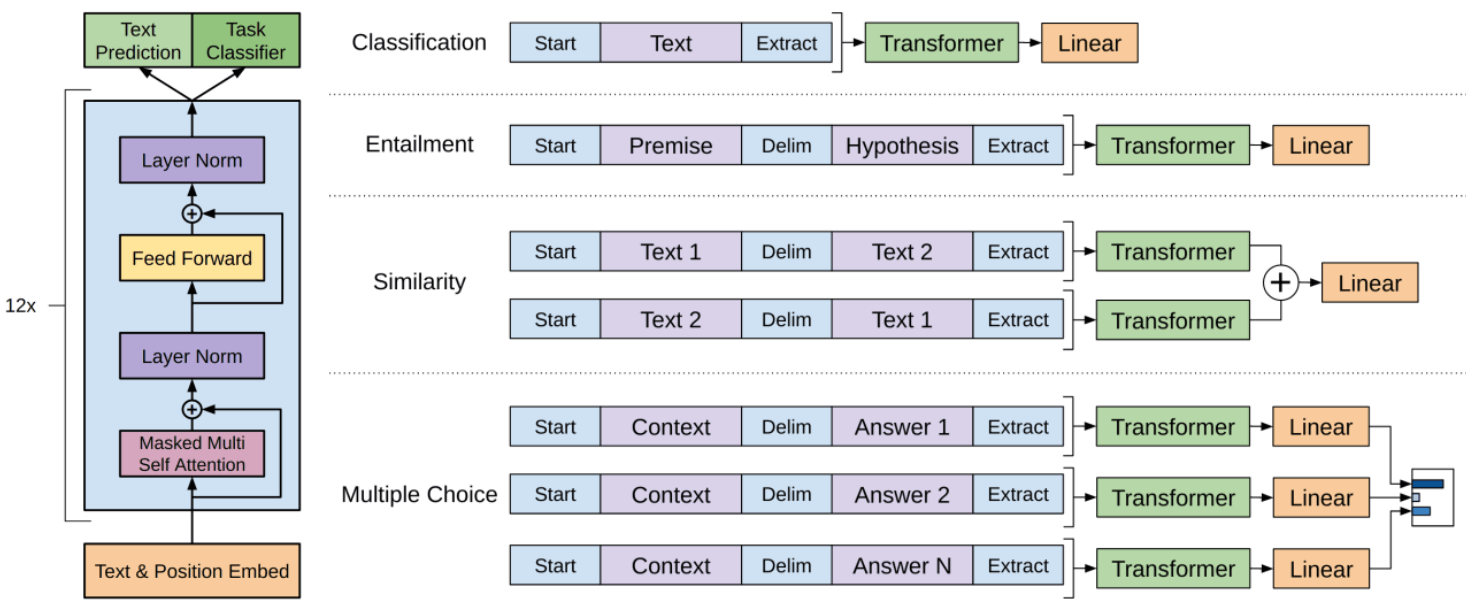 Text
Prediction
Task
Classifier
12x
Layer Norm
Feed Forward
Layer Norm
Masked Multi
Self Attention
Text & Position Embed
Classification
Start Text Extract Transformer Linear
Entailment
Start Premise Delim Hypothesis Extract Transformer Linear
Similarity
Start Text 1 Delim Text 2 Extract Transformer
Start Text 2 Delim Text 1 Extract Transformer
Linear
Multiple Choice
Start Context Delim Answer 1 Extract Transformer Linear
Start Context Delim Answer 2 Extract Transformer Linear
Start Context Delim Answer N Extract Transformer Linear